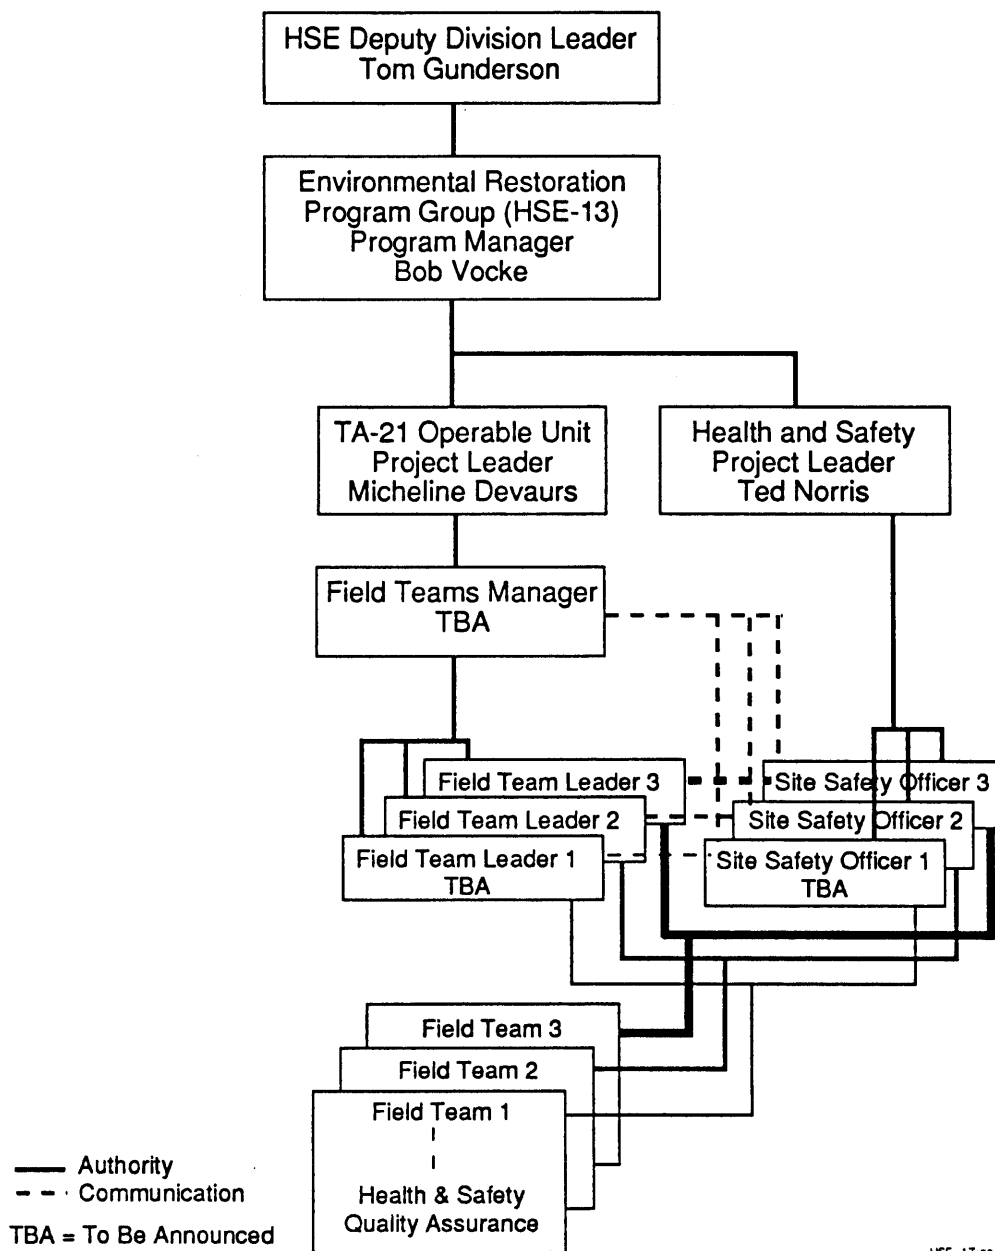 HSE Deputy Division Leader
Tom Gunderson
Environmental Restoration
Program Group (HSE-13)
Program Manager
Bob Vocke
TA-21 Operable Unit
Project Leader
Micheline Devaurs
Health and Safety
Project Leader
Ted Norris
Field Teams Manager
TBA
Field Team Leader 3
Site Safety Officer 3
Field Team Leader 2
Site Safety Officer 2
Field Team Leader 1
TBA
Site Safety Officer 1
TBA
Field Team 3
Field Team 2
Field Team 1
Health & Safety
Quality Assurance
Authority
Communication
TBA = To Be Announced